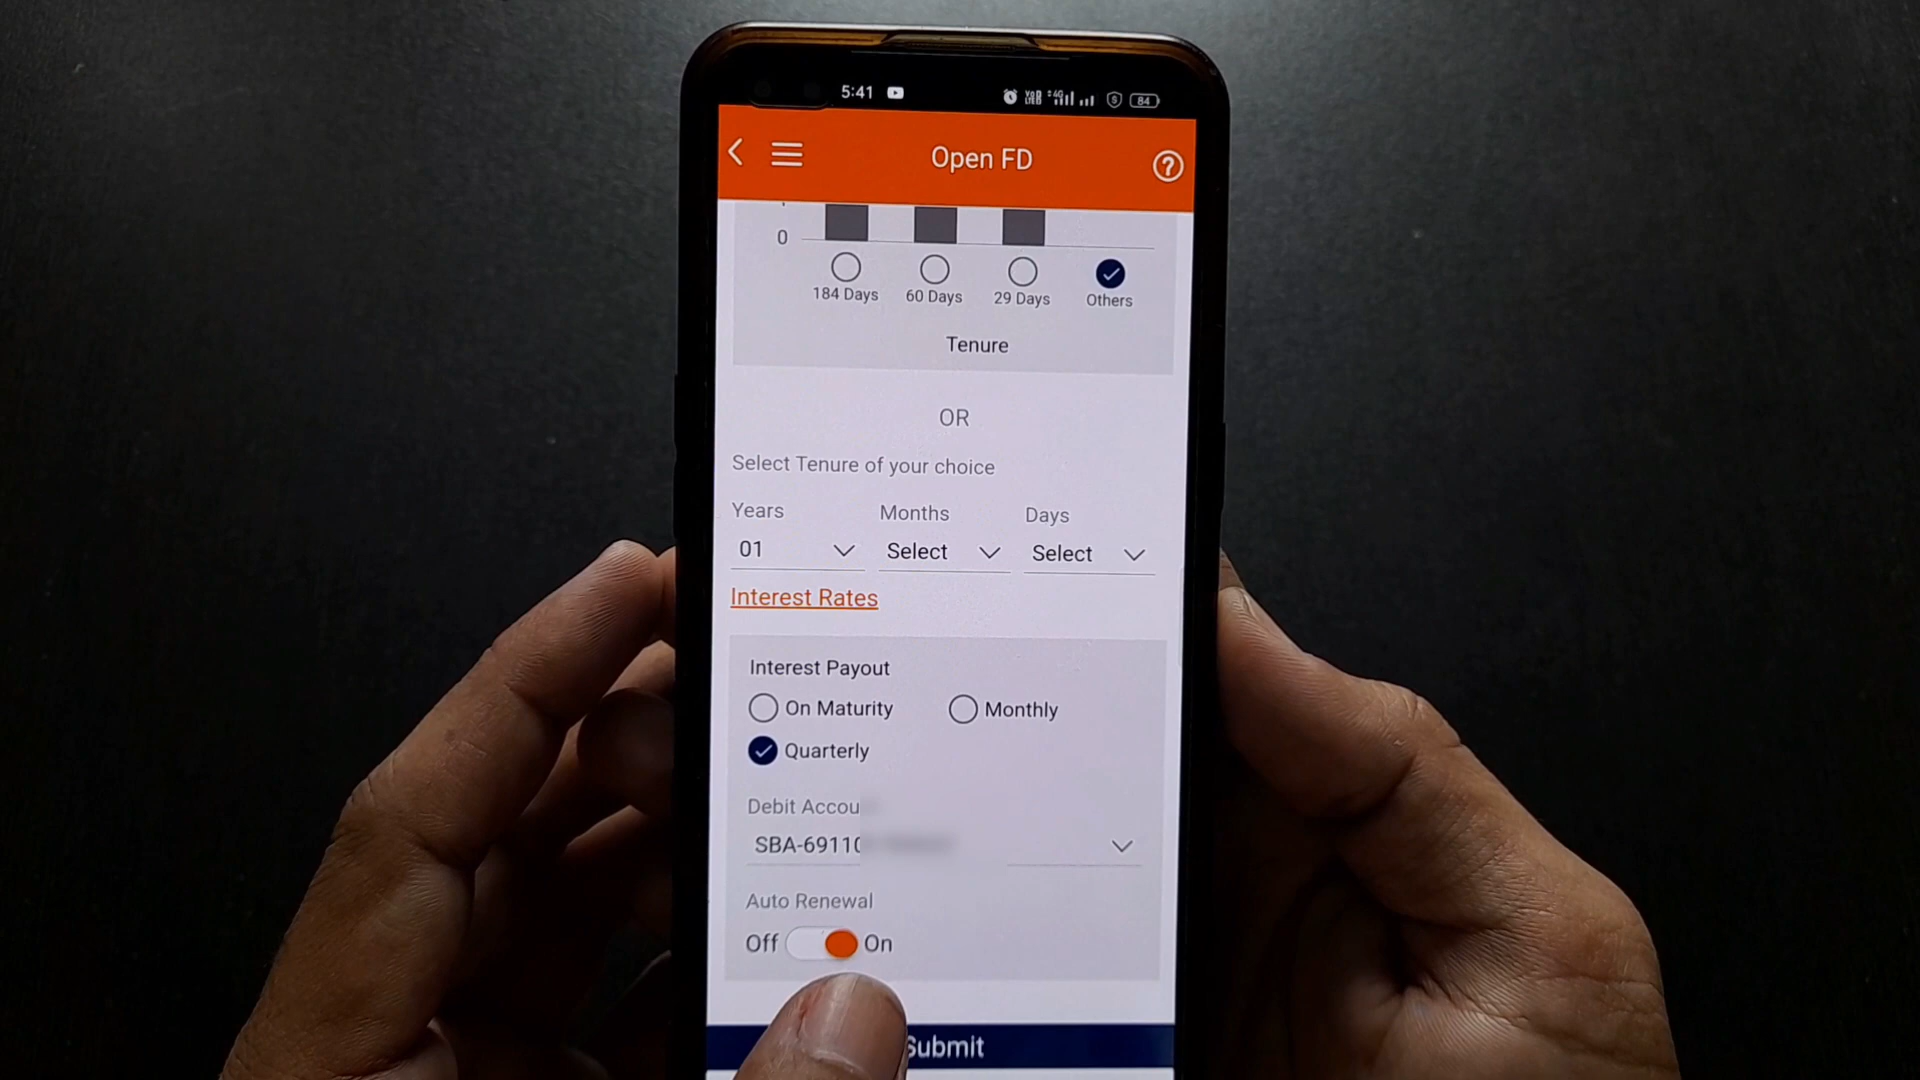 5:41
84
Open FD
0
184 Days 60 Days 29 Days Others
Tenure
OR
Select Tenure of your choice
Years Months Days
01 Select Select
Interest Rates
Interest Payout
On Maturity Monthly
Quarterly
Debit Accou
SBA-69110
Auto Renewal
Off On
Submit